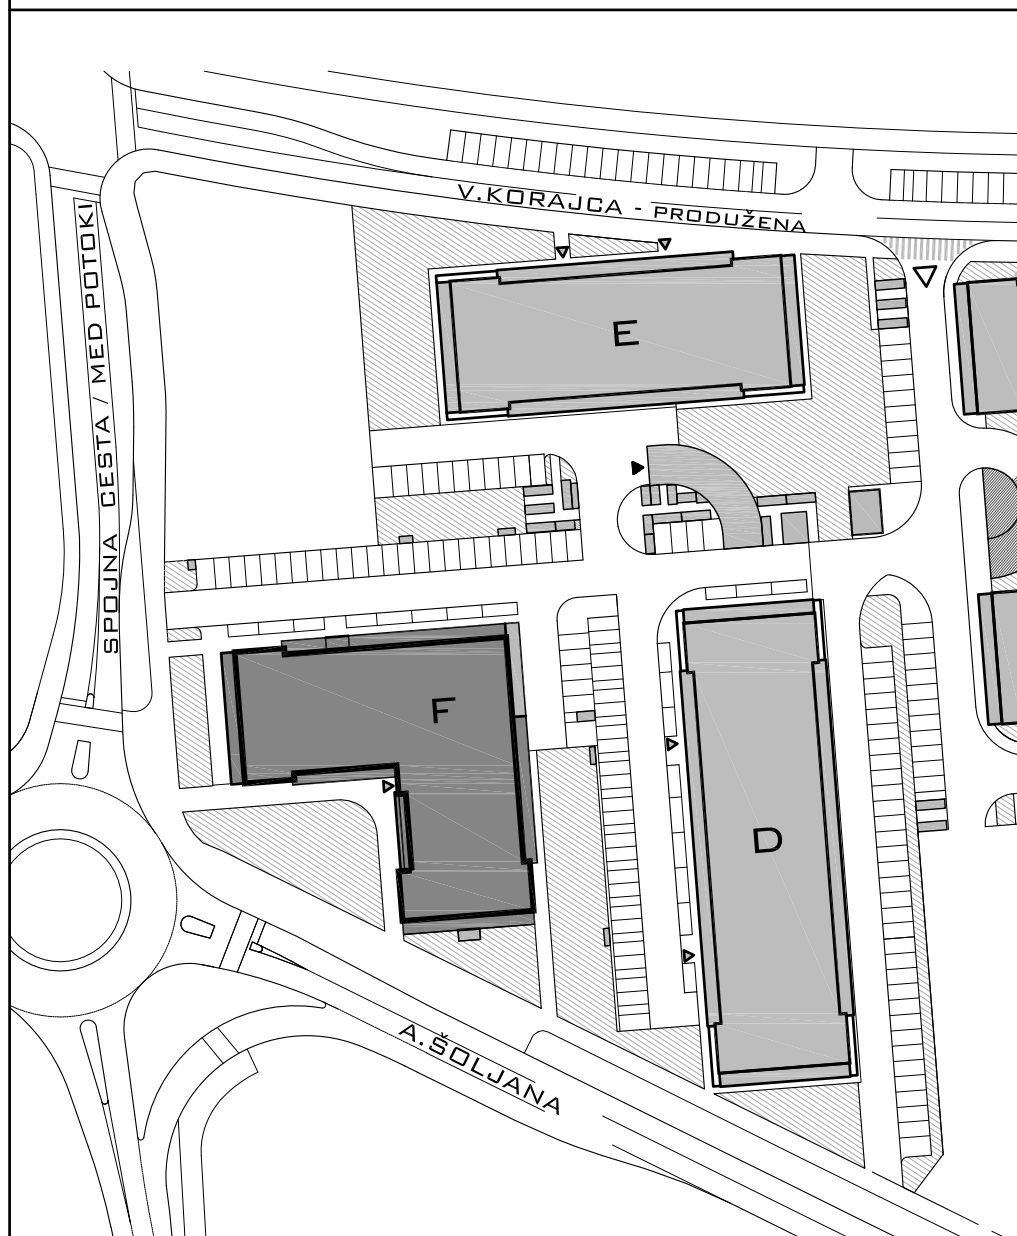 V.KORAJCA - PRODUŽENA
SPOJNA CESTA / MED POTOKI
E
F
D
A.ŠOLJANA